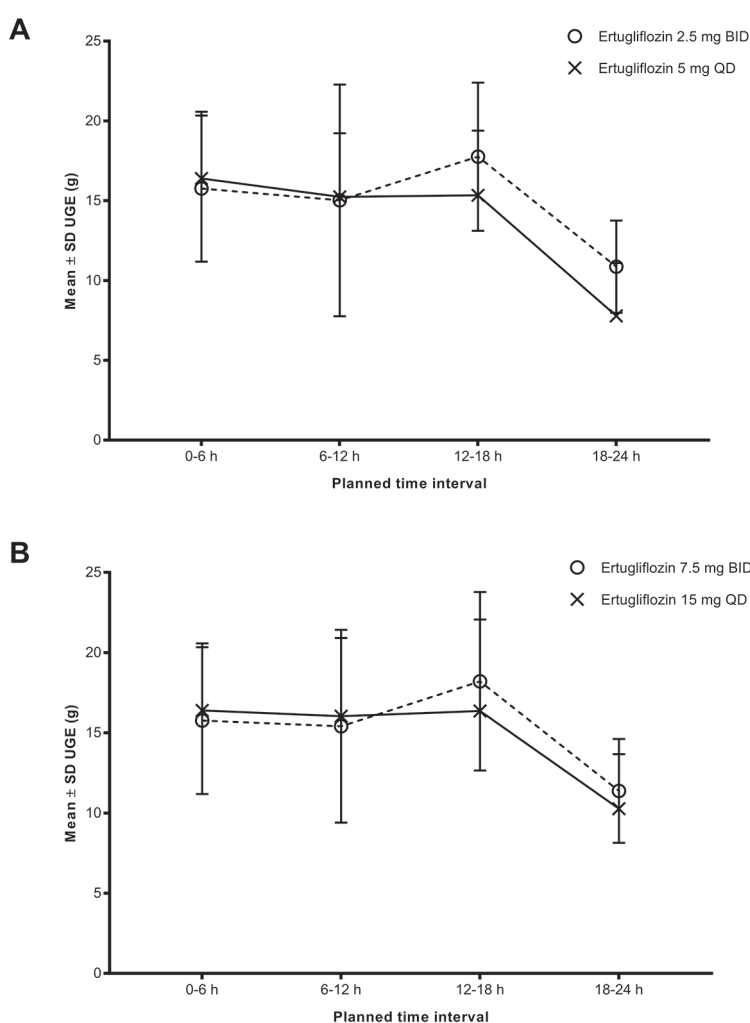 A
Ertugliflozin 2.5 mg BID
Ertugliflozin 5 mg QD
25
20
15
10
5
0
Mean ± SD UGE (g)
0-6 h
6-12 h
12-18 h
18-24 h
Planned time interval
B
Ertugliflozin 7.5 mg BID
Ertugliflozin 15 mg QD
25
20
15
10
5
0
Mean ± SD UGE (g)
0-6 h
6-12 h
12-18 h
18-24 h
Planned time interval